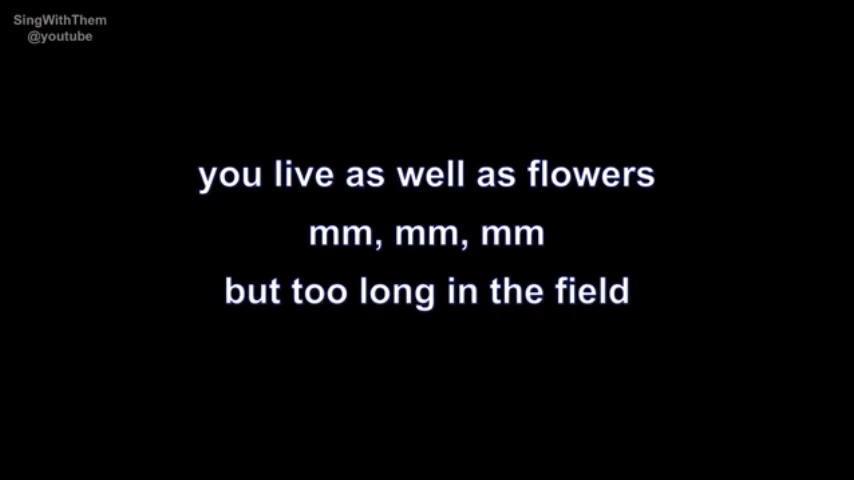 SingWithThem
@youtube
you live as well as flowers
mm, mm, mm
but too long in the field